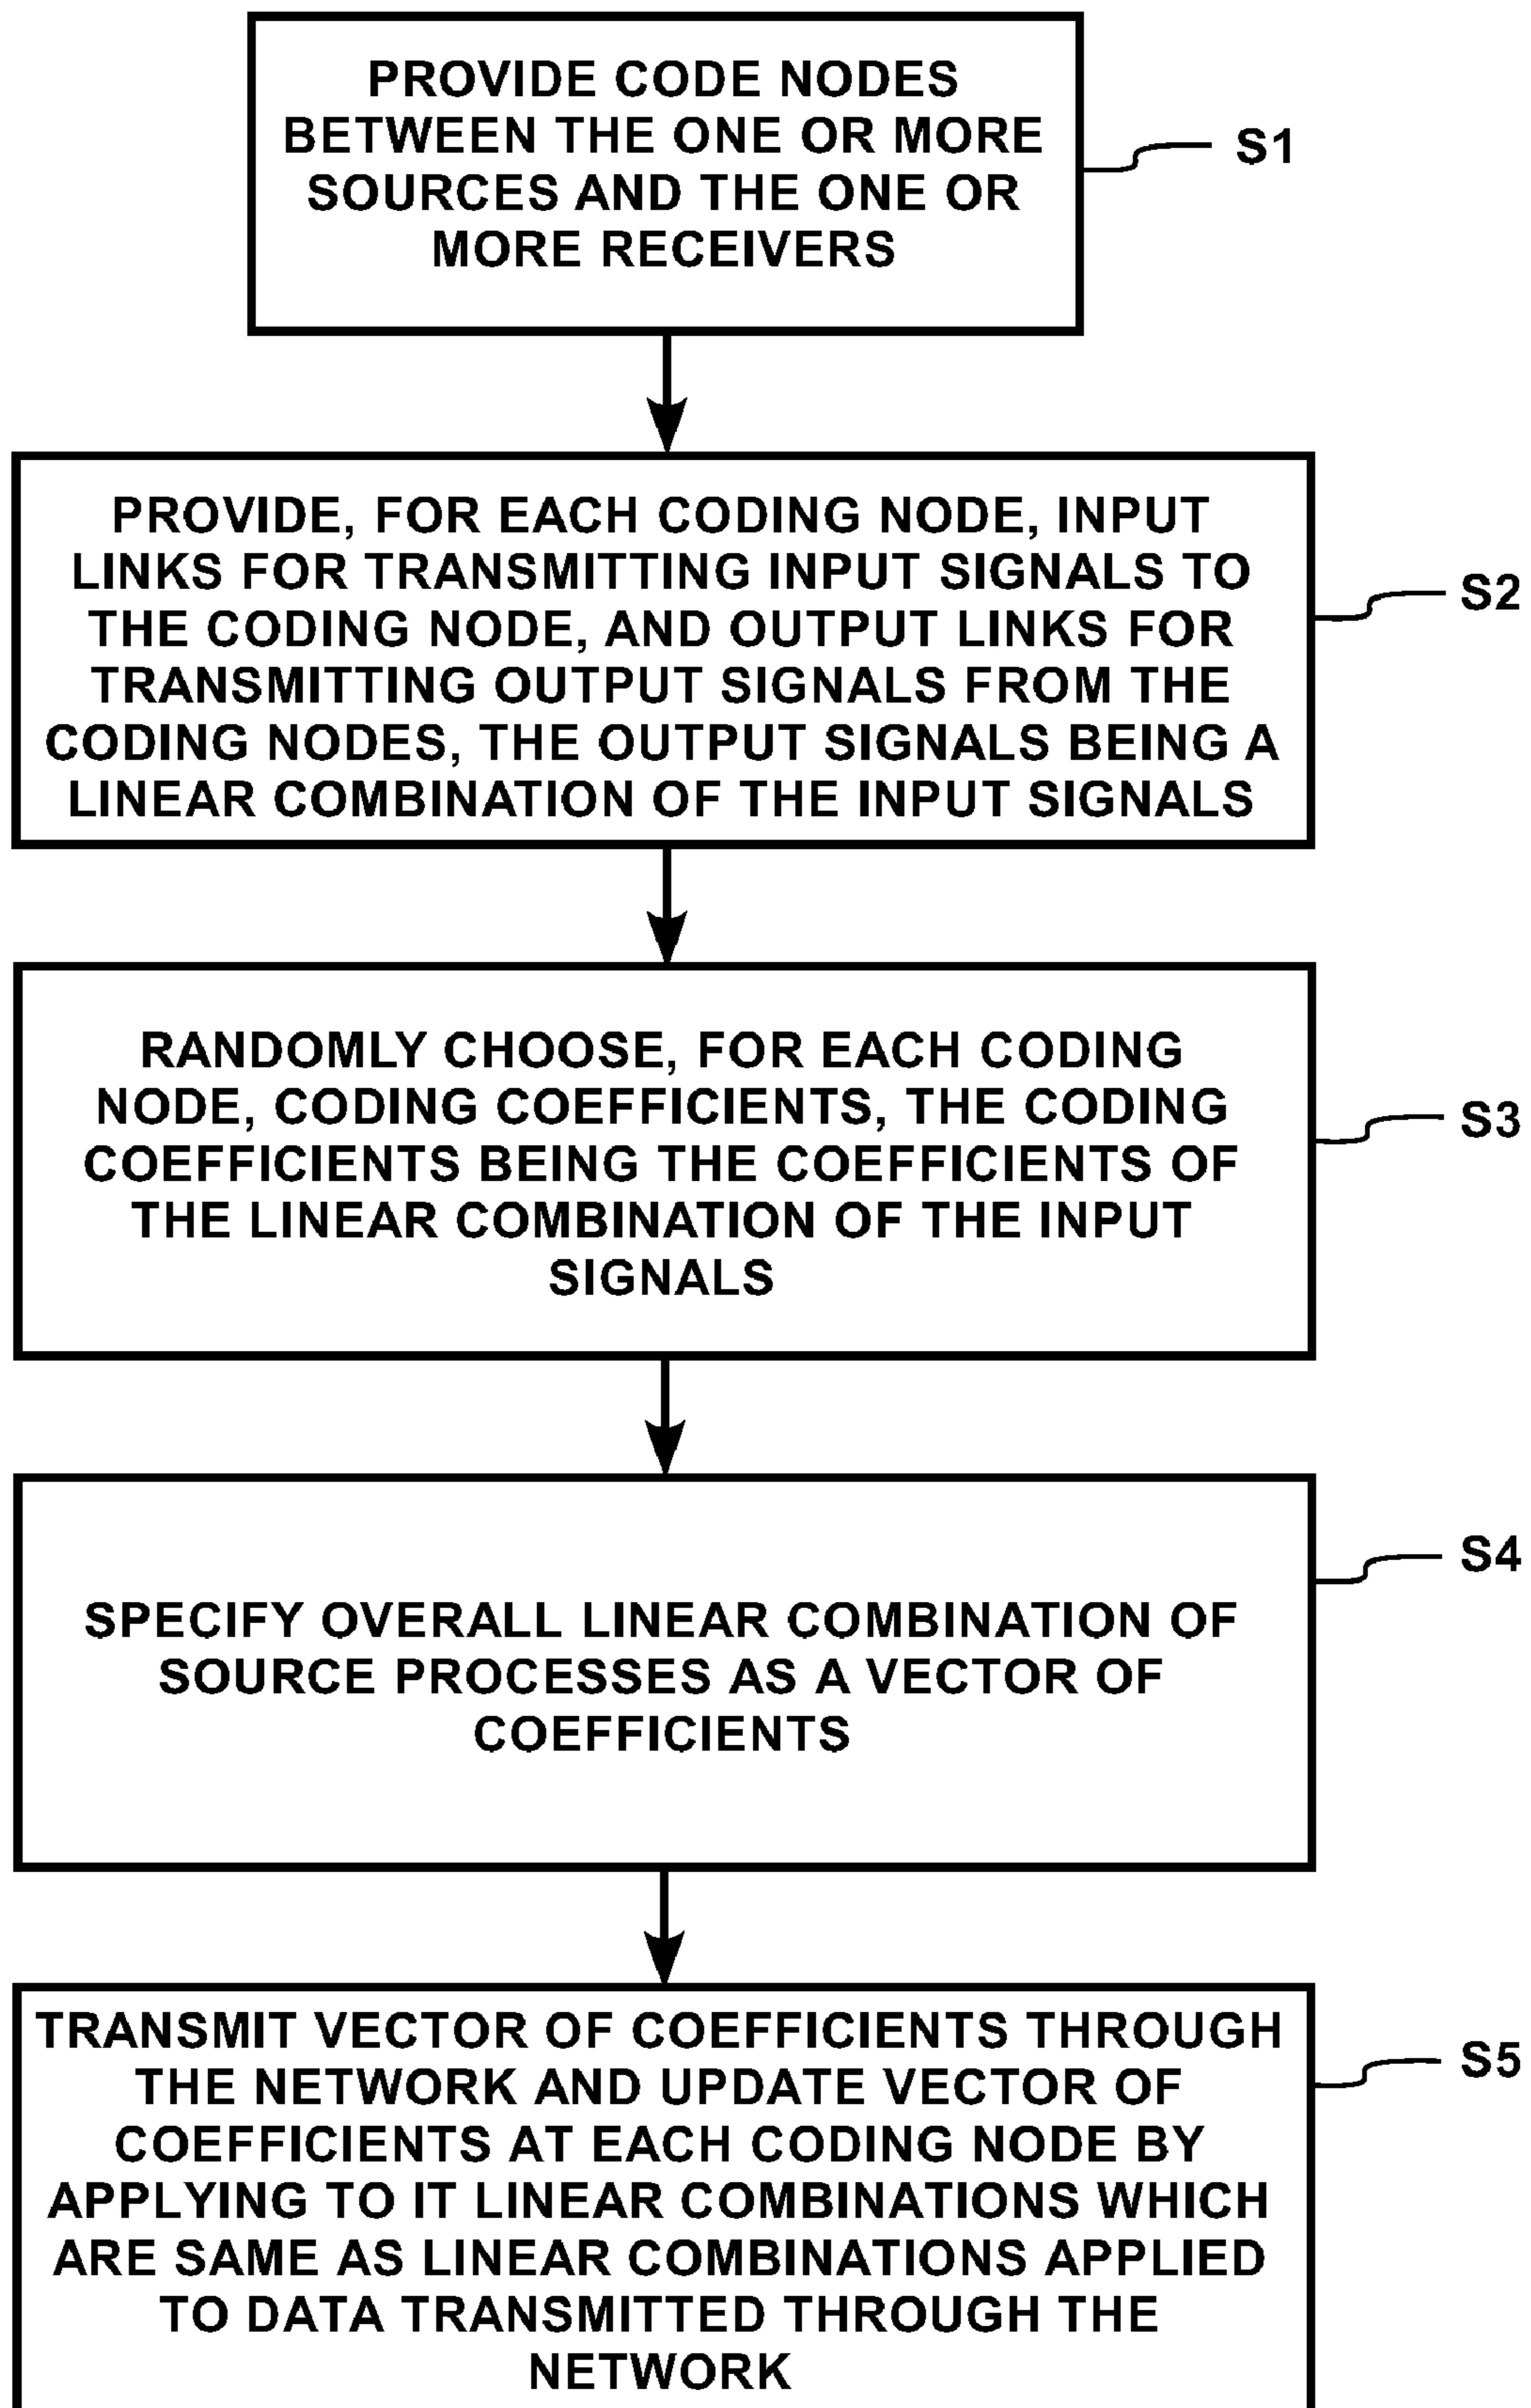 PROVIDE CODE NODES
BETWEEN THE ONE OR MORE
SOURCES AND THE ONE OR
MORE RECEIVERS
S1
PROVIDE, FOR EACH CODING NODE, INPUT
LINKS FOR TRANSMITTING INPUT SIGNALS TO
THE CODING NODE, AND OUTPUT LINKS FOR
TRANSMITTING OUTPUT SIGNALS FROM THE
CODING NODES, THE OUTPUT SIGNALS BEING A
LINEAR COMBINATION OF THE INPUT SIGNALS
S2
RANDOMLY CHOOSE, FOR EACH CODING
NODE, CODING COEFFICIENTS, THE CODING
COEFFICIENTS BEING THE COEFFICIENTS OF
THE LINEAR COMBINATION OF THE INPUT
SIGNALS
S3
SPECIFY OVERALL LINEAR COMBINATION OF
SOURCE PROCESSES AS A VECTOR OF
COEFFICIENTS
S4
TRANSMIT VECTOR OF COEFFICIENTS THROUGH
THE NETWORK AND UPDATE VECTOR OF
COEFFICIENTS AT EACH CODING NODE BY
APPLYING TO IT LINEAR COMBINATIONS WHICH
ARE SAME AS LINEAR COMBINATIONS APPLIED
TO DATA TRANSMITTED THROUGH THE
NETWORK
S5